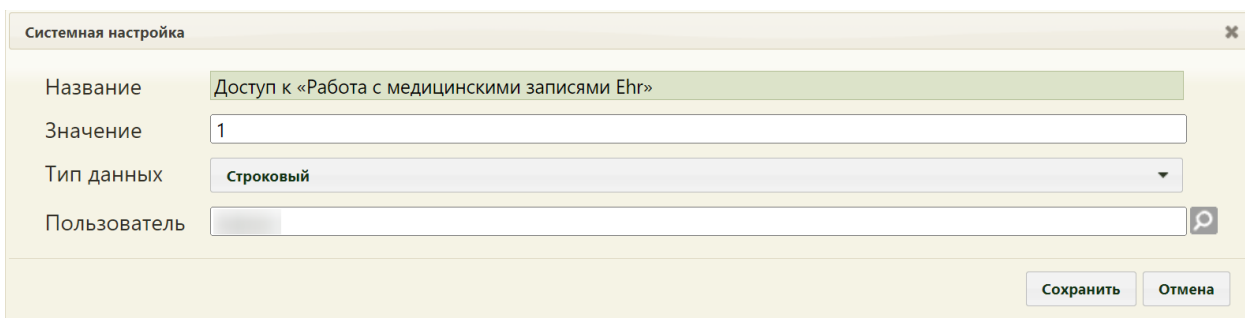 Системная настройка
Название Доступ к «Работа с медицинскими записями Ehr»
Значение 1
Тип данных Строковый
Пользователь
Сохранить Отмена